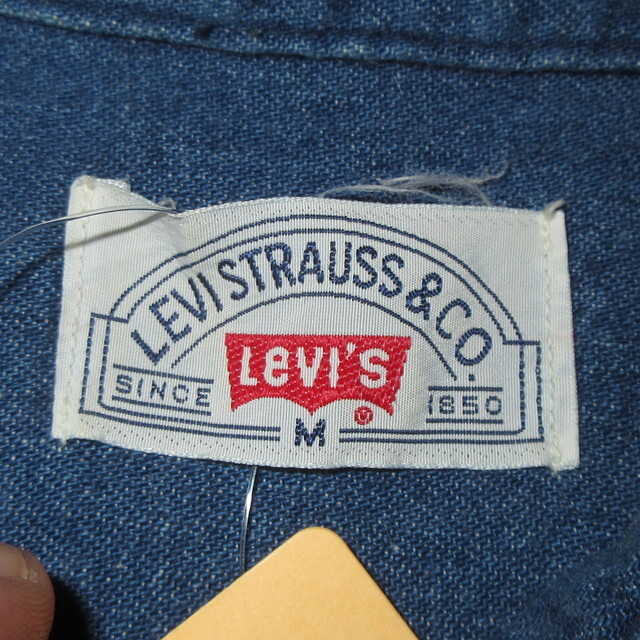 LEVI STRAUSS & CO.
LEVI'S
®
SINCE 1850
M